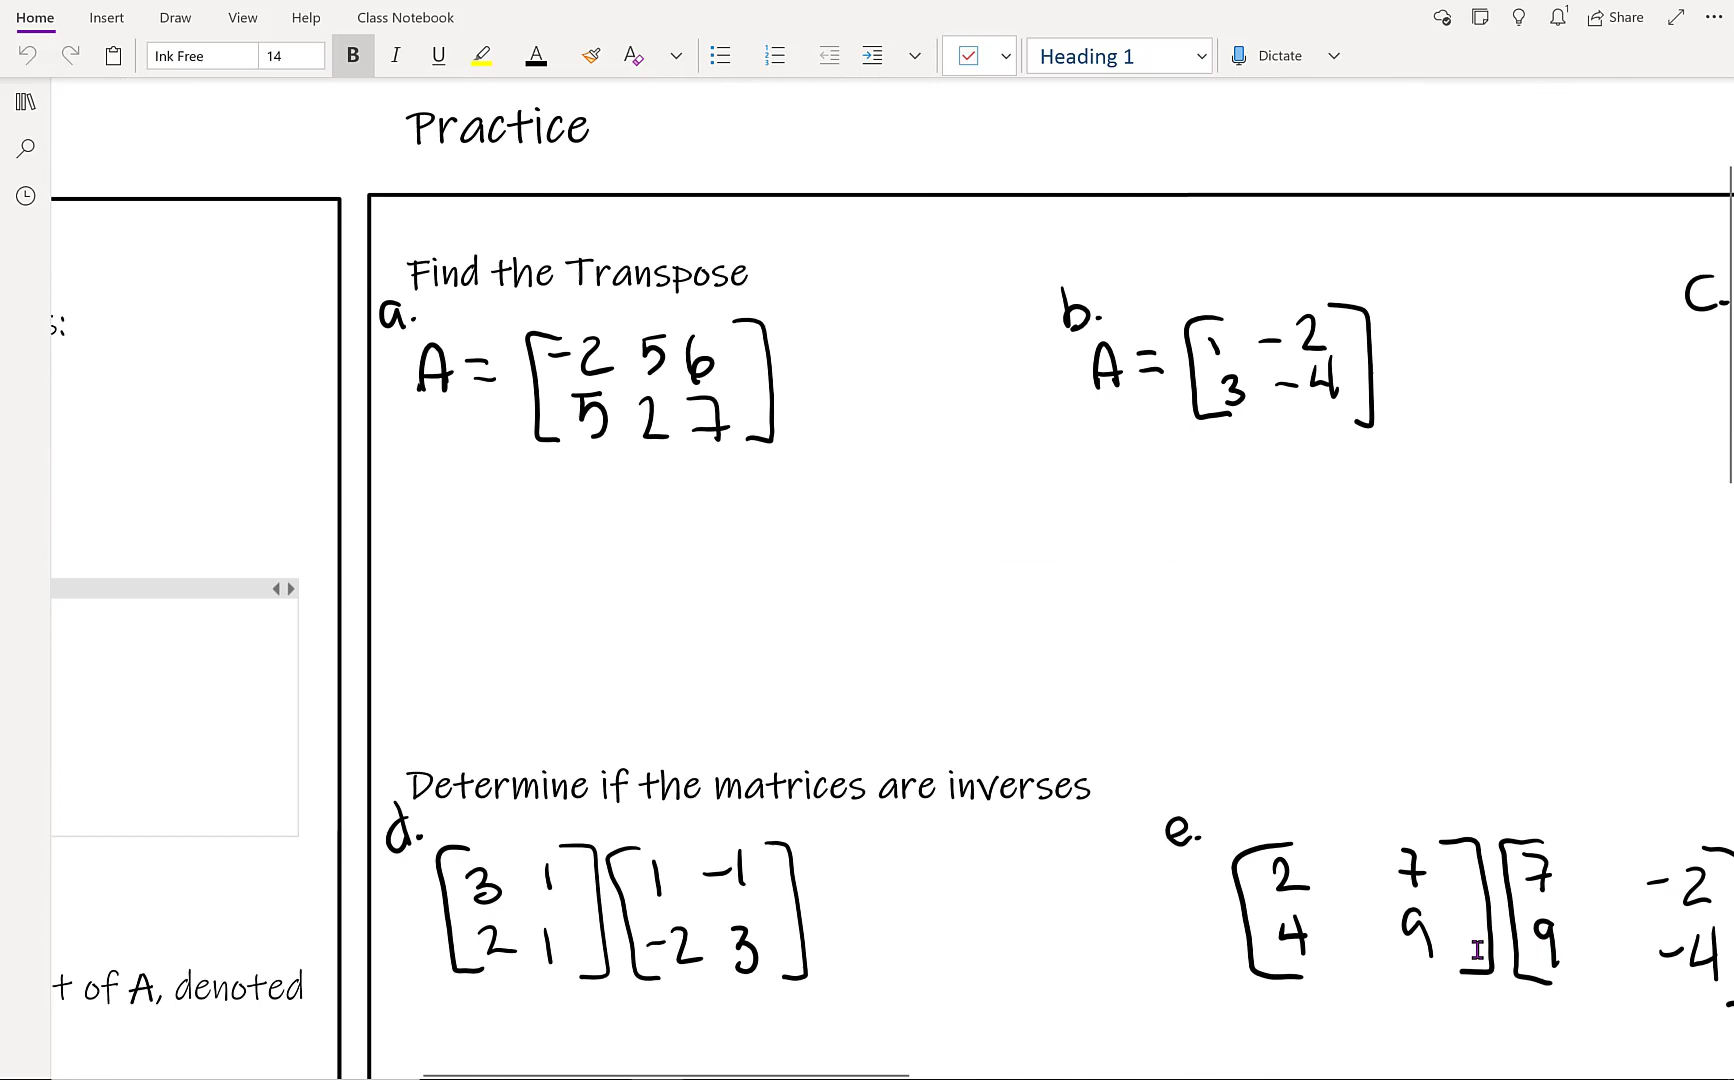 Home Insert Draw View Help Class Notebook
1 Share
Ink Free 14 B I U A A Heading 1 Dictate
Practice
s:
Find the Transpose
a.
A = [-2 5 6
5 2 7]
b.
A = [1 -2
3 -4]
C.
Determine if the matrices are inverses
d.
[3 1
2 1]
[1 -1
-2 3]
e.
[2 7
4 9]
[7 -2
9 -4]
t of A, denoted